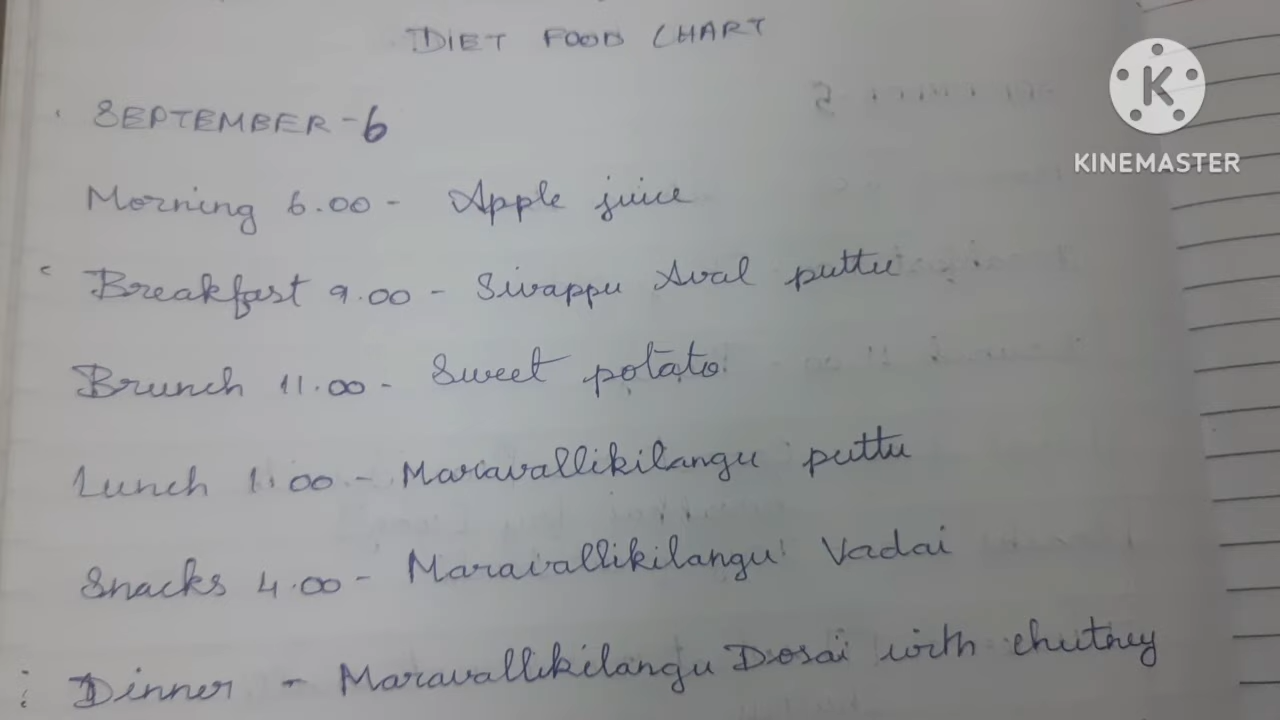 DIET FOOD CHART
SEPTEMBER - 6
Morning 6.00 - Apple juice
Breakfast 9.00 - Sivappu Aval puttu
Brunch 11.00 - Sweet potato
Lunch 1.00 - Maravallikilangu puttu
Snacks 4.00 - Maravallikilangu Vadai
Dinner - Maravallikilangu Dosai with chutney
K
KINEMASTER